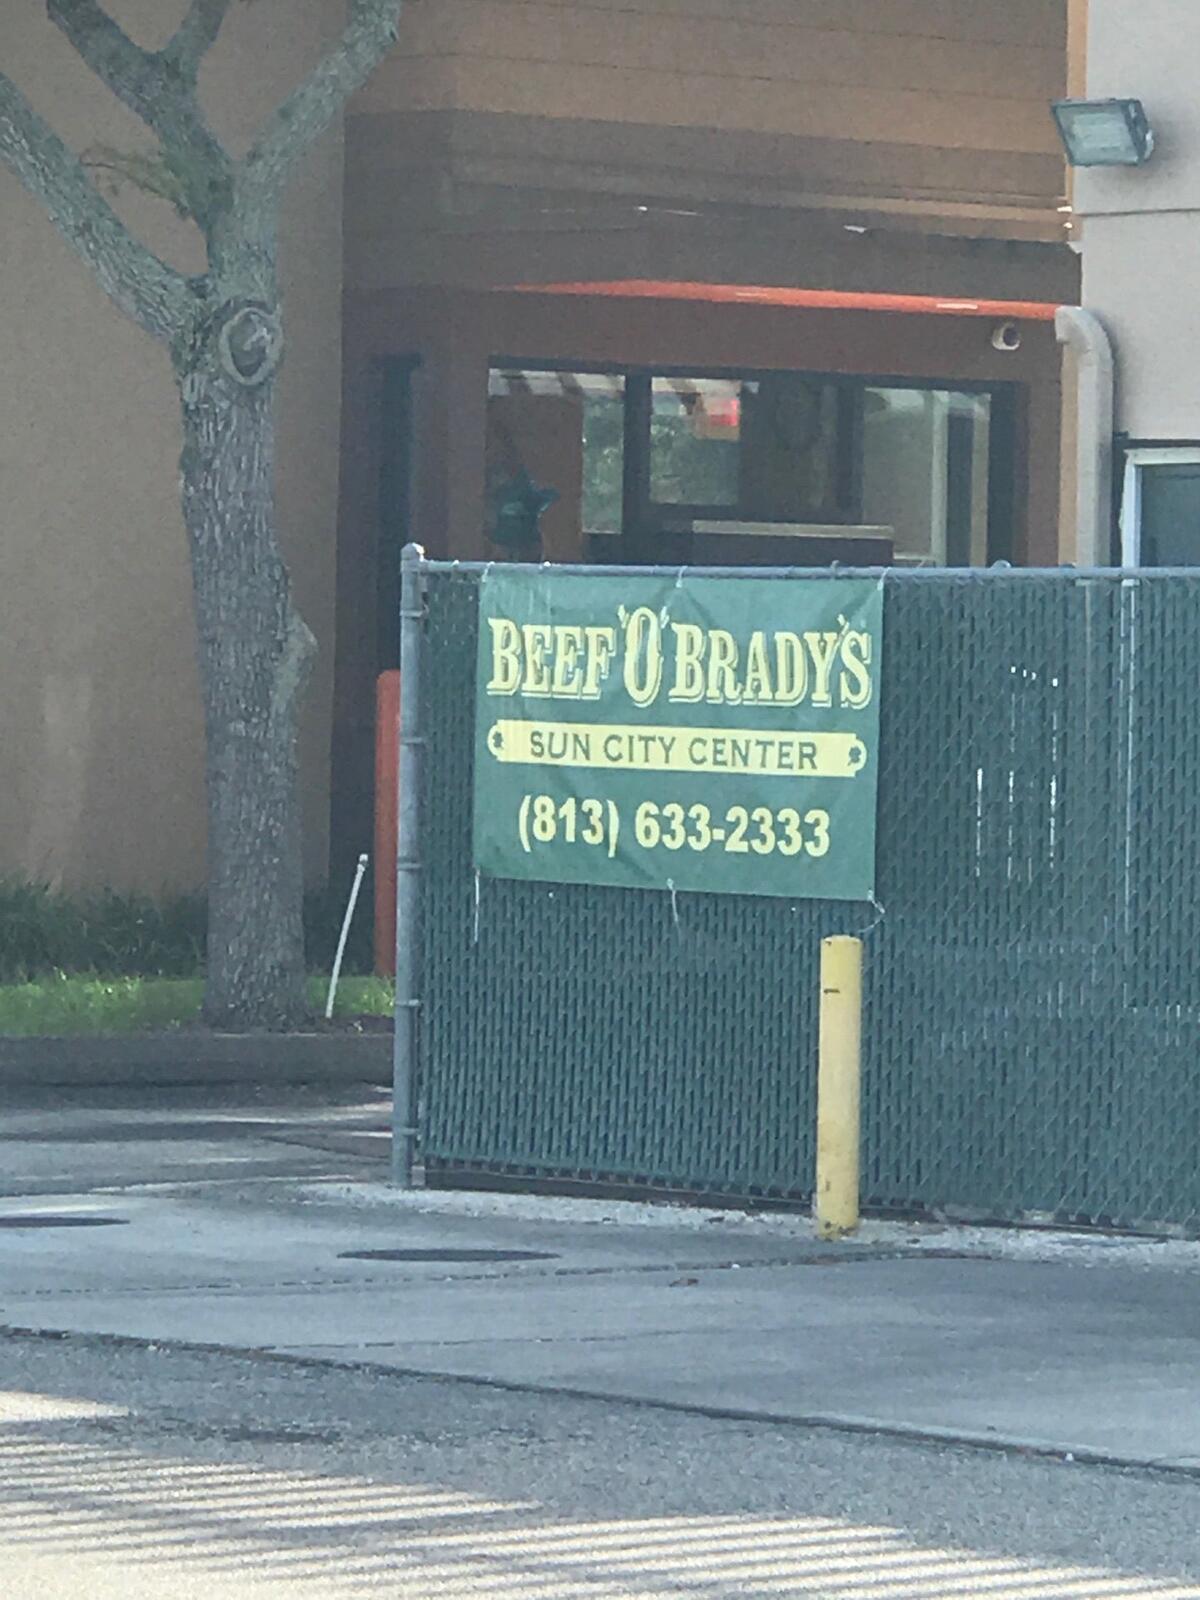 BEEF 'O' BRADY'S
SUN CITY CENTER
(813) 633-2333